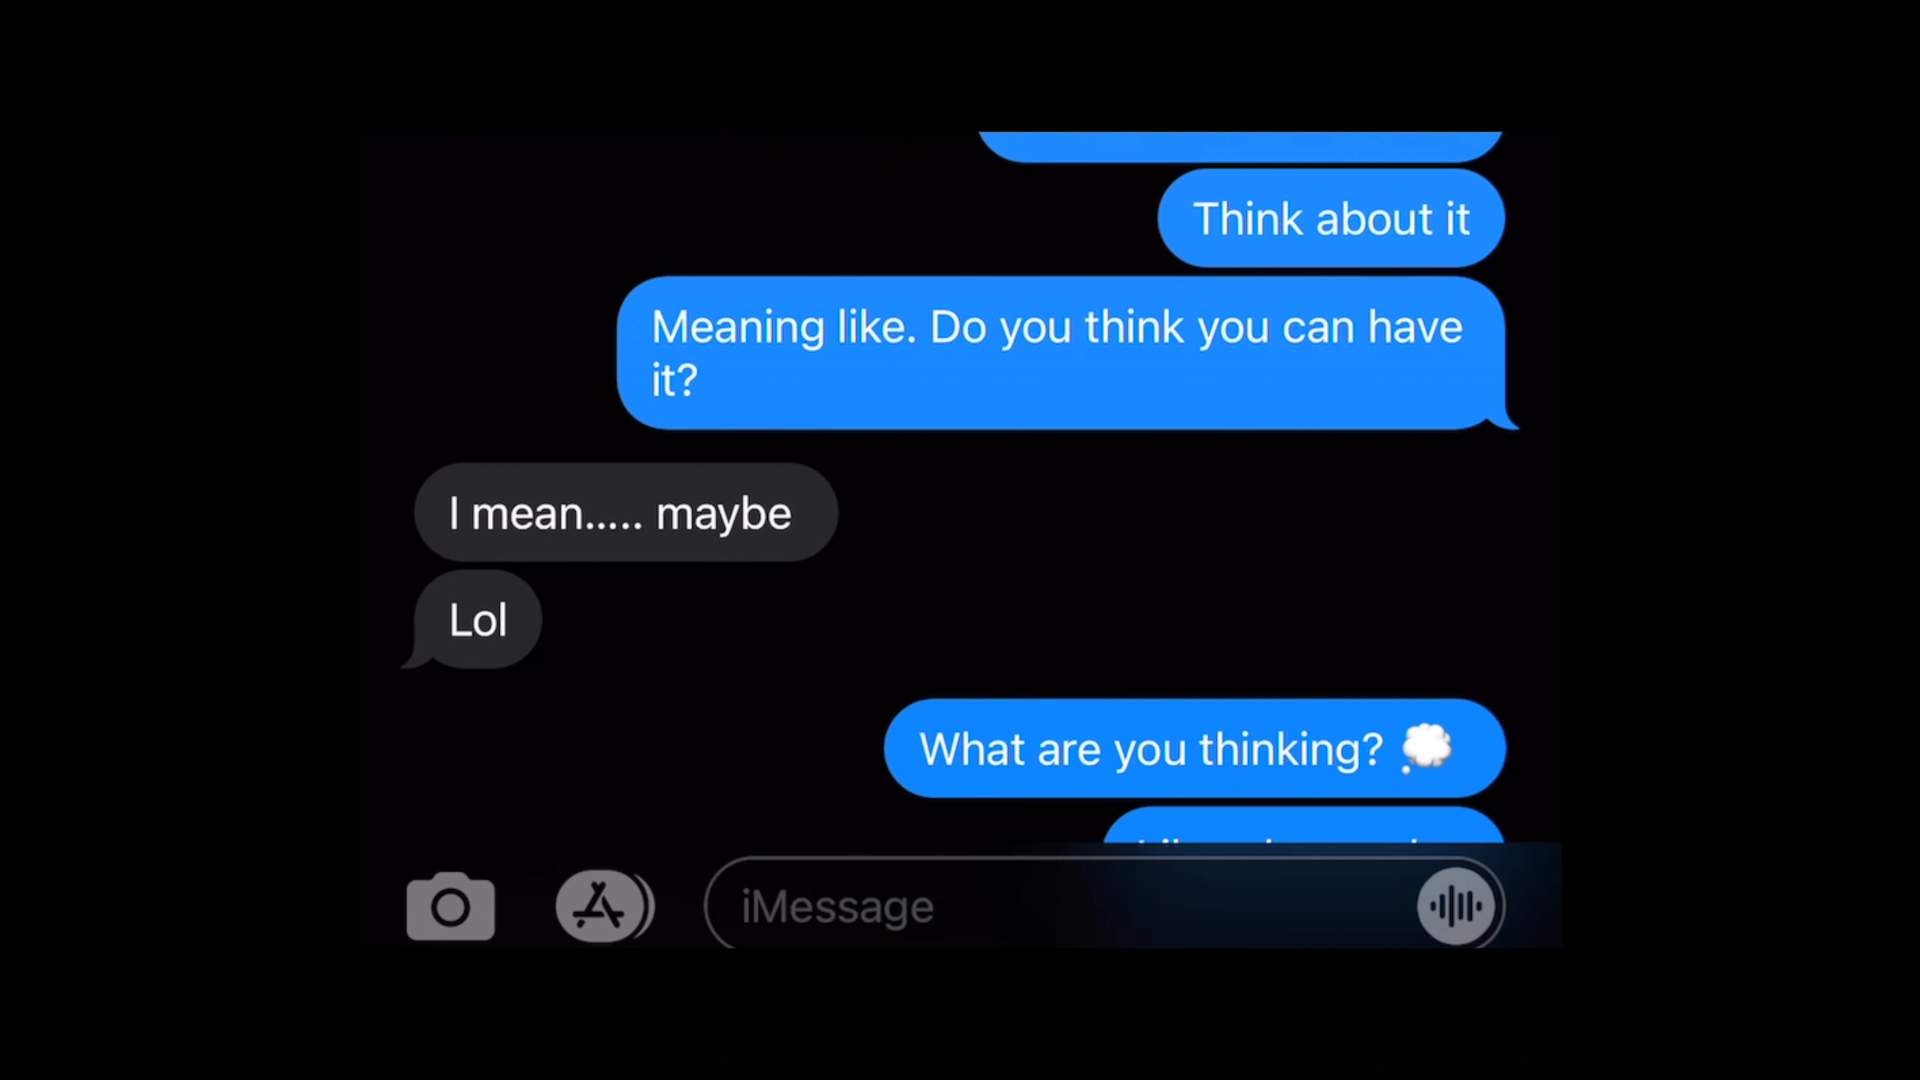 Think about it
Meaning like. Do you think you can have
it?
I mean..... maybe
Lol
What are you thinking? 💭
iMessage